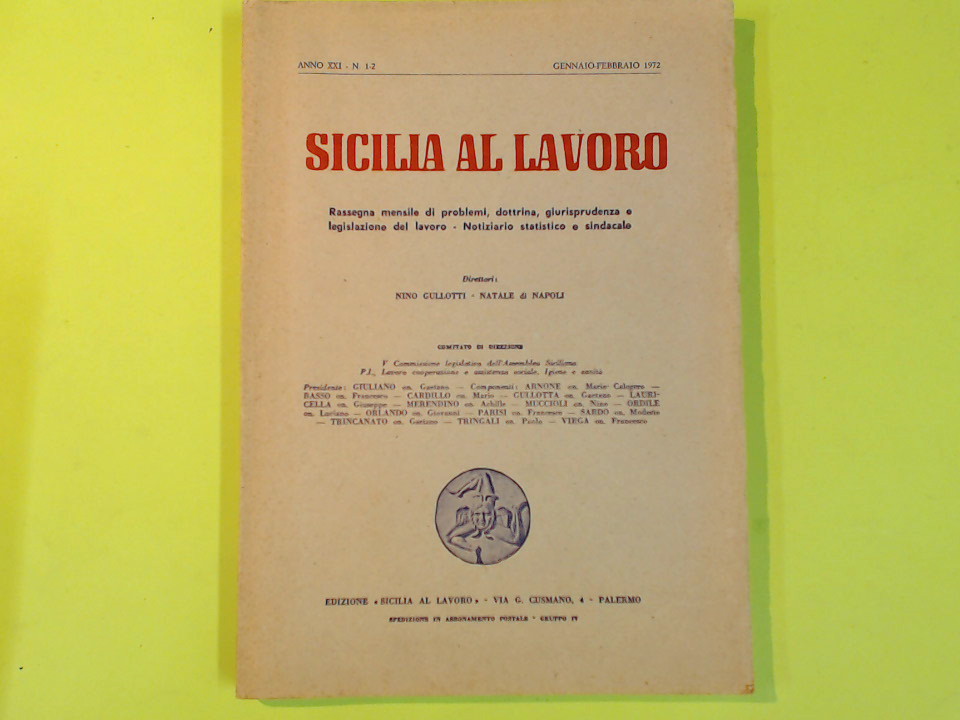 ANNO XXI - N. 1-2
GENNAIO-FEBBRAIO 1972
SICILIA AL LAVORO
Rassegna mensile di problemi, dottrina, giurisprudenza e
legislazione del lavoro - Notiziario statistico e sindacale
Direttori:
NINO GULLOTTI - NATALE di NAPOLI
COMITATO DI DIREZIONE
V Commissione legislativa dell'Assemblea Siciliana
P.I., Lavoro cooperazione e assistenza sociale, Igiene e sanità
Presidente: GIULIANO on. Gaetano — Componenti: ARNONE on. Mario Calogero —
BASSO on. Francesco — CARDILLO on. Mario — GULLOTTA on. Gaetano — LAURI-
CELLA on. Giuseppe — MERENDINO on. Achille — MUCCIOLI on. Nino — ORDILE
on. Luciano — ORLANDO on. Giovanni — PARISI on. Francesco — SARDO on. Modesto
— TRINCANATO on. Gaetano — TRINGALI on. Paolo — VIEGA on. Francesco
EDIZIONE «SICILIA AL LAVORO» - VIA G. CUSMANO, 4 - PALERMO
SPEDIZIONE IN ABBONAMENTO POSTALE - GRUPPO IV